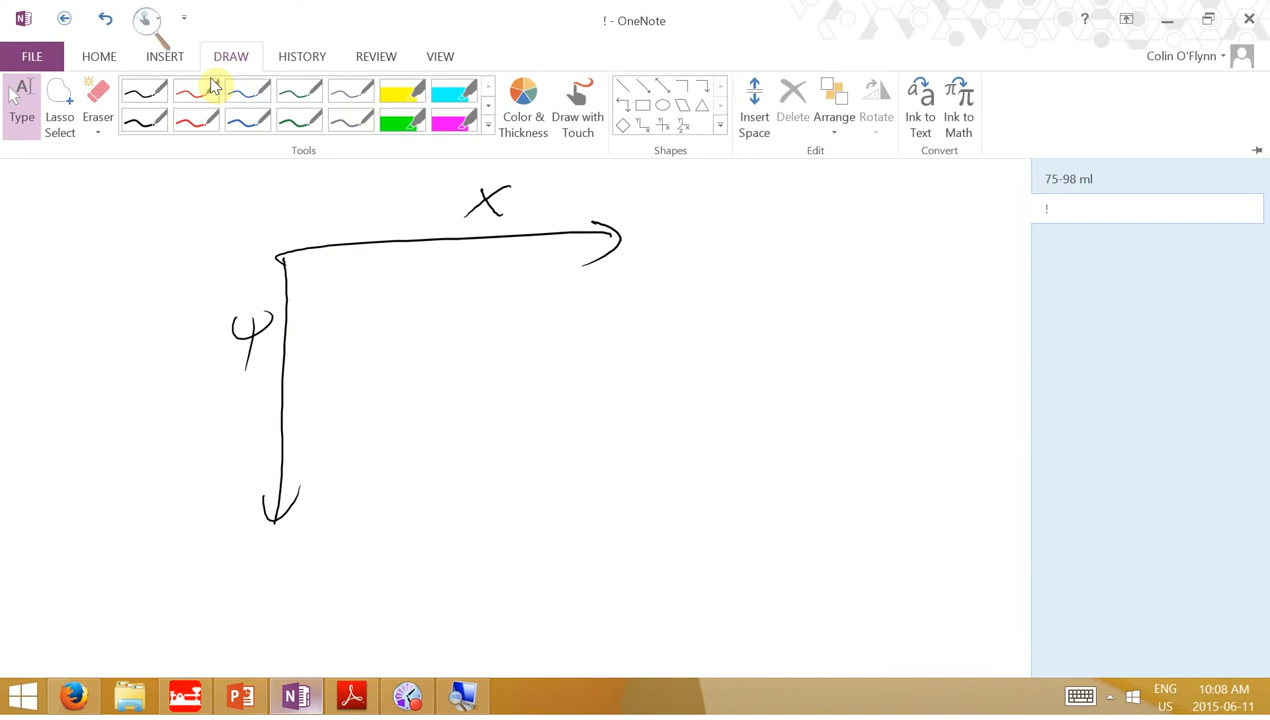 ! - OneNote
?
FILE HOME INSERT DRAW HISTORY REVIEW VIEW
Colin O'Flynn
Type
Lasso Select
Eraser
Color & Thickness
Draw with Touch
Insert Space
Delete
Arrange
Rotate
Ink to Text
Ink to Math
Tools
Shapes
Edit
Convert
75-98 ml
!
X
y
ENG
US
10:08 AM
2015-06-11